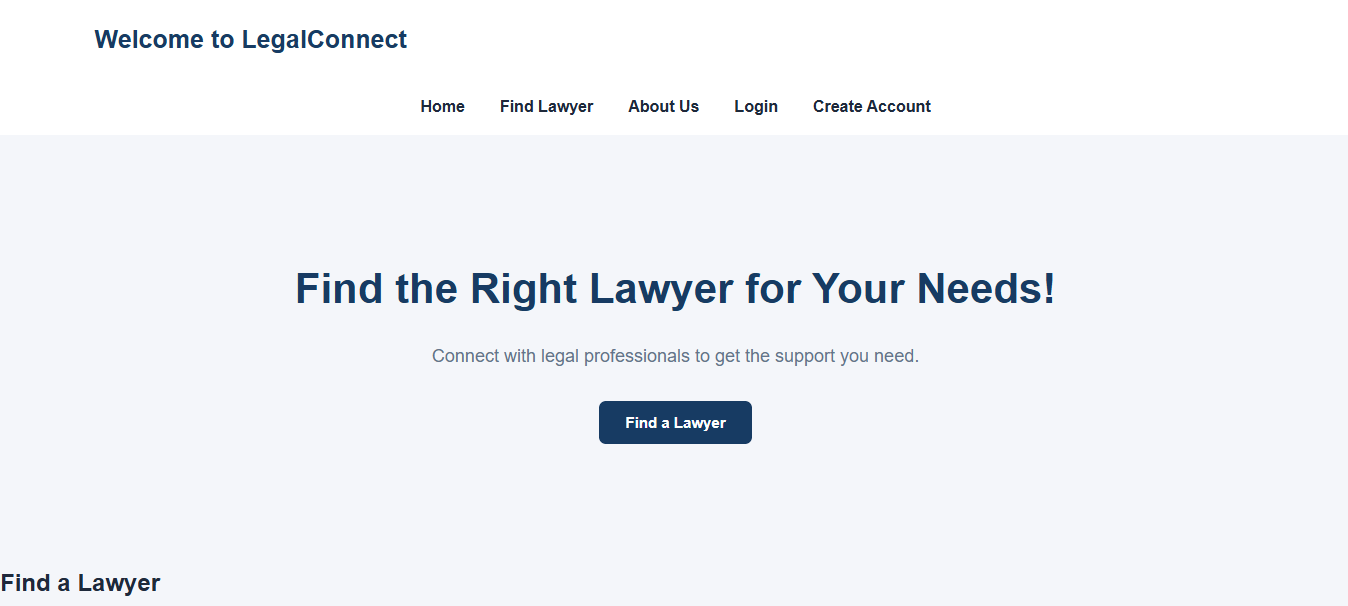 Welcome to LegalConnect
Home Find Lawyer About Us Login Create Account
Find the Right Lawyer for Your Needs!
Connect with legal professionals to get the support you need.
Find a Lawyer
Find a Lawyer